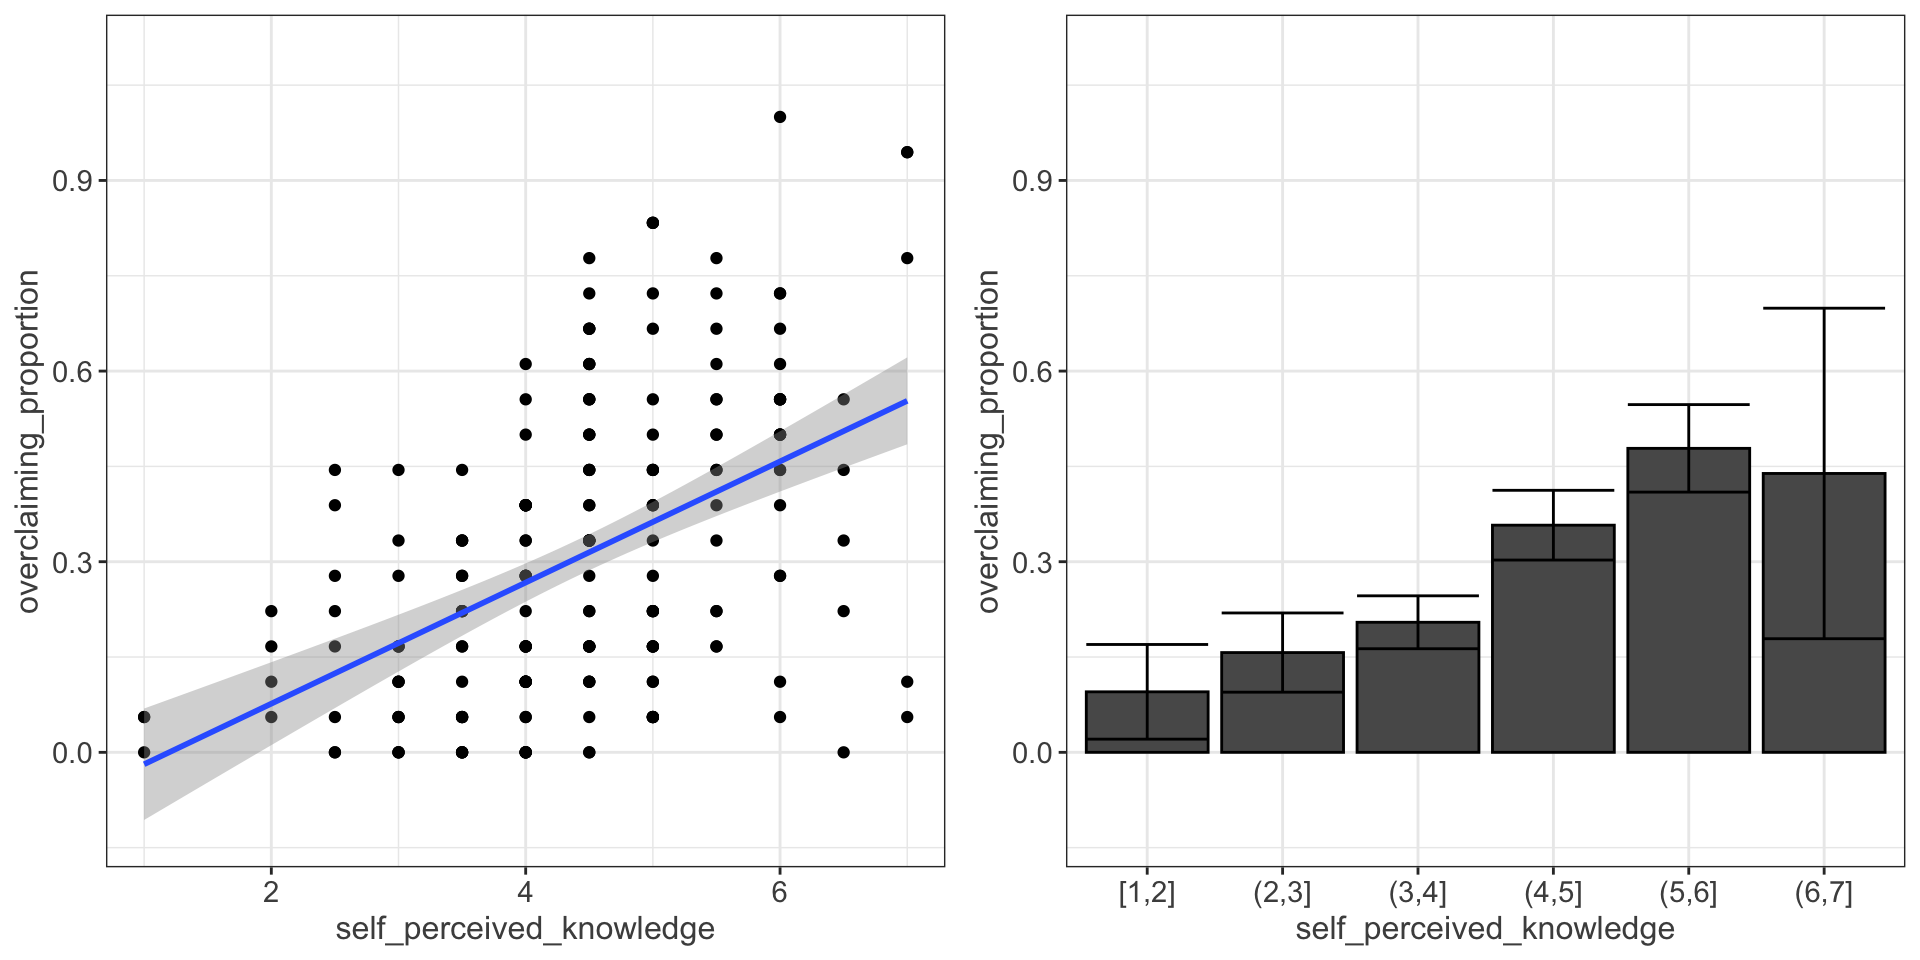 overclaiming_proportion
0.9
0.6
0.3
0.0
2 4 6
self_perceived_knowledge
overclaiming_proportion
0.9
0.6
0.3
0.0
[1,2] (2,3] (3,4] (4,5] (5,6] (6,7]
self_perceived_knowledge